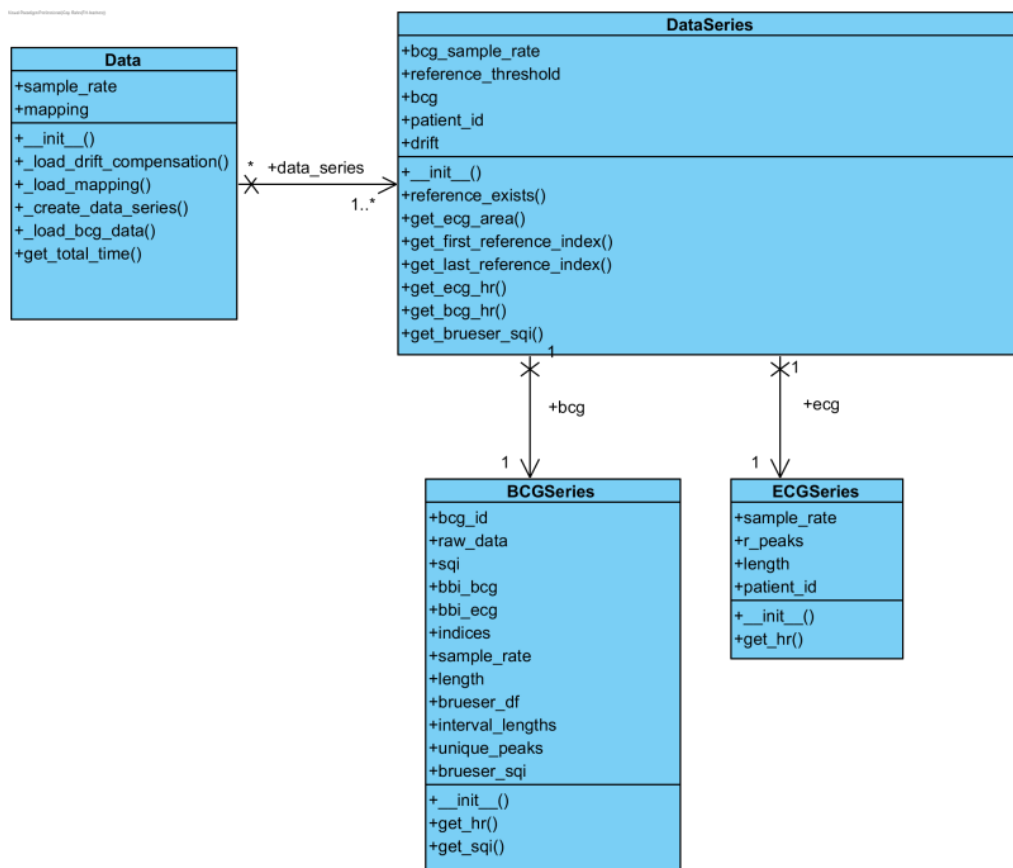 Data
+sample_rate
+mapping
+__init__()
+_load_drift_compensation()
+_load_mapping()
+_create_data_series()
+_load_bcg_data()
+get_total_time()
*
+data_series
1..*
DataSeries
+bcg_sample_rate
+reference_threshold
+bcg
+patient_id
+drift
+__init__()
+reference_exists()
+get_ecg_area()
+get_first_reference_index()
+get_last_reference_index()
+get_ecg_hr()
+get_bcg_hr()
+get_brueser_sqi()
1
+bcg
1
1
+ecg
1
BCGSeries
+bcg_id
+raw_data
+sqi
+bbi_bcg
+bbi_ecg
+indices
+sample_rate
+length
+brueser_df
+interval_lengths
+unique_peaks
+brueser_sqi
+__init__()
+get_hr()
+get_sqi()
ECGSeries
+sample_rate
+r_peaks
+length
+patient_id
+__init__()
+get_hr()